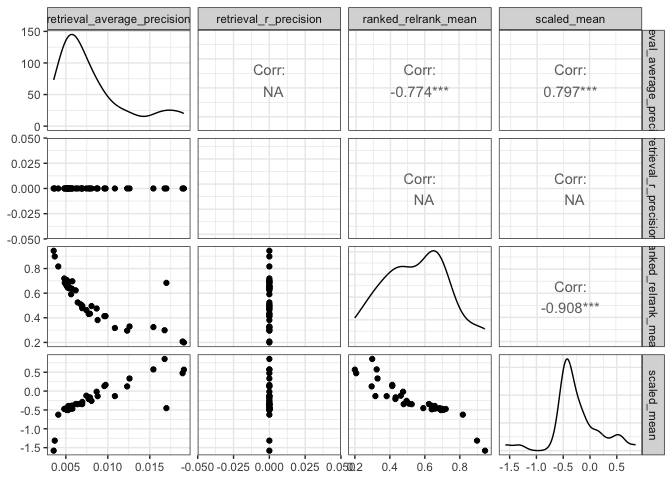 retrieval_average_precision retrieval_r_precision ranked_relrank_mean scaled_mean
150
100
50
0
Corr:
NA
Corr:
-0.774***
Corr:
0.797***
eval_average_preci
0.050
0.025
0.000
-0.025
-0.050
Corr:
NA
Corr:
NA
etrieval_r_precision
0.8
0.6
0.4
0.2
Corr:
-0.908***
anked_relrank_mea
0.5
0.0
-0.5
-1.0
-1.5
scaled_mean
0.005 0.010 0.015 -0.050 -0.025 0.000 0.025 0.050 0.2 0.4 0.6 0.8 -1.5 -1.0 -0.5 0.0 0.5